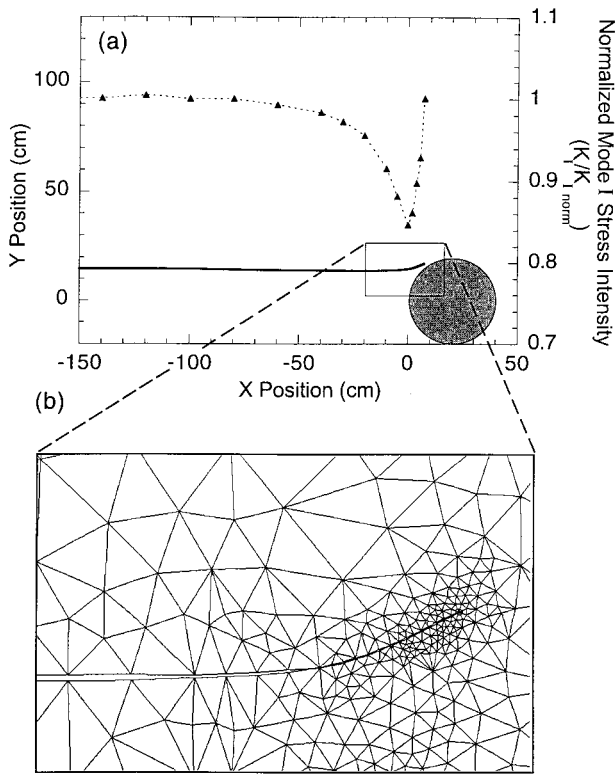 (a)
100
50
0
Y Position (cm)
-150
-100
-50
0
50
X Position (cm)
1.1
1
0.9
0.8
0.7
Normalized Mode I Stress Intensity
(K_I/K_I norm)
(b)